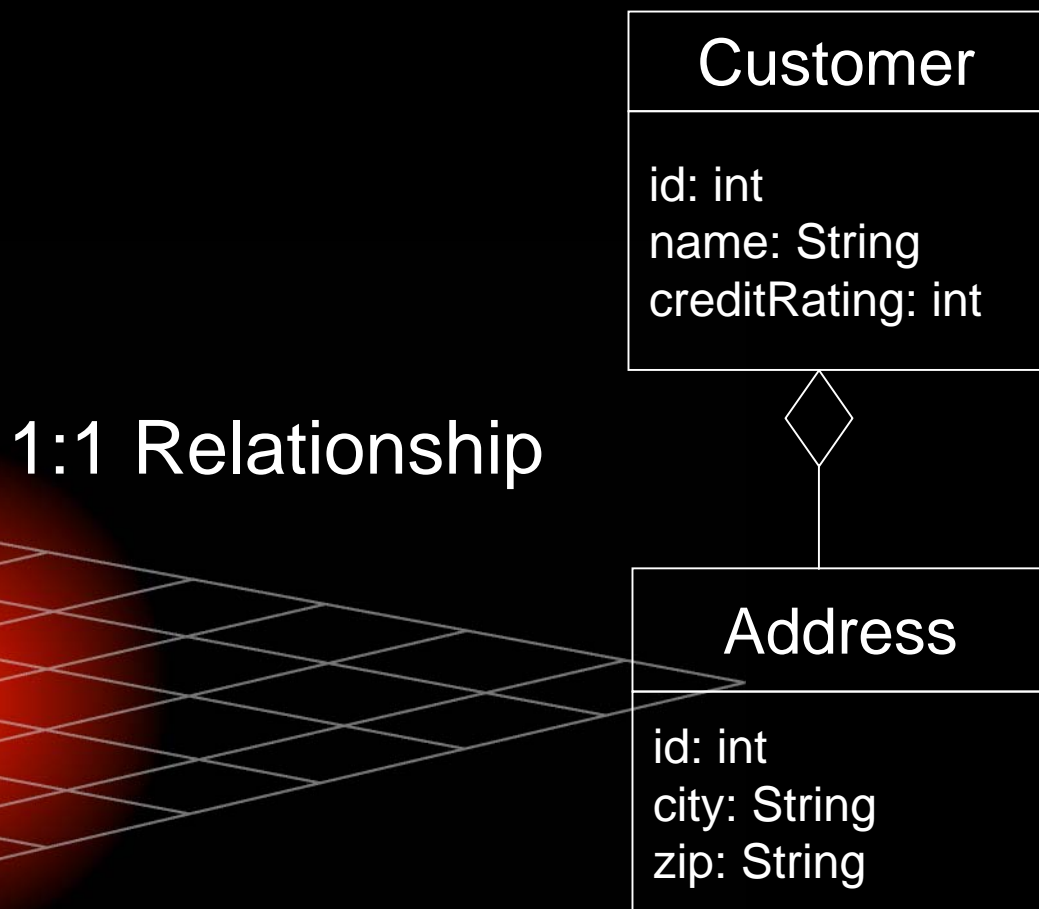 Customer
id: int
name: String
creditRating: int
1:1 Relationship
Address
id: int
city: String
zip: String